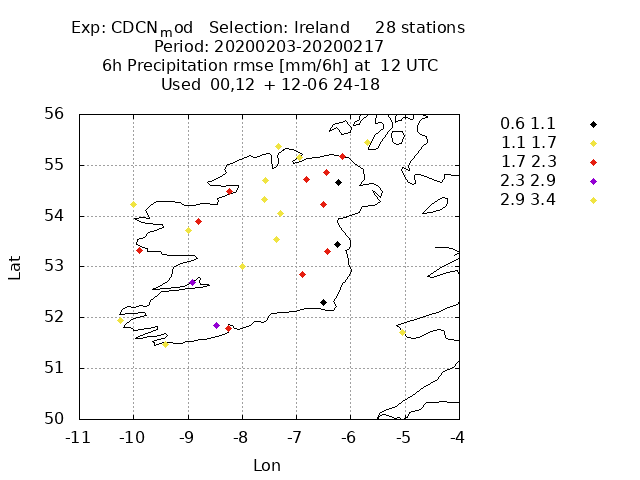 Exp: CDCN_mod Selection: Ireland 28 stations
Period: 20200203-20200217
6h Precipitation rmse [mm/6h] at 12 UTC
Used 00,12 + 12-06 24-18
0.6 1.1
1.1 1.7
1.7 2.3
2.3 2.9
2.9 3.4
56
55
54
53
52
51
50
Lat
-11 -10 -9 -8 -7 -6 -5 -4
Lon